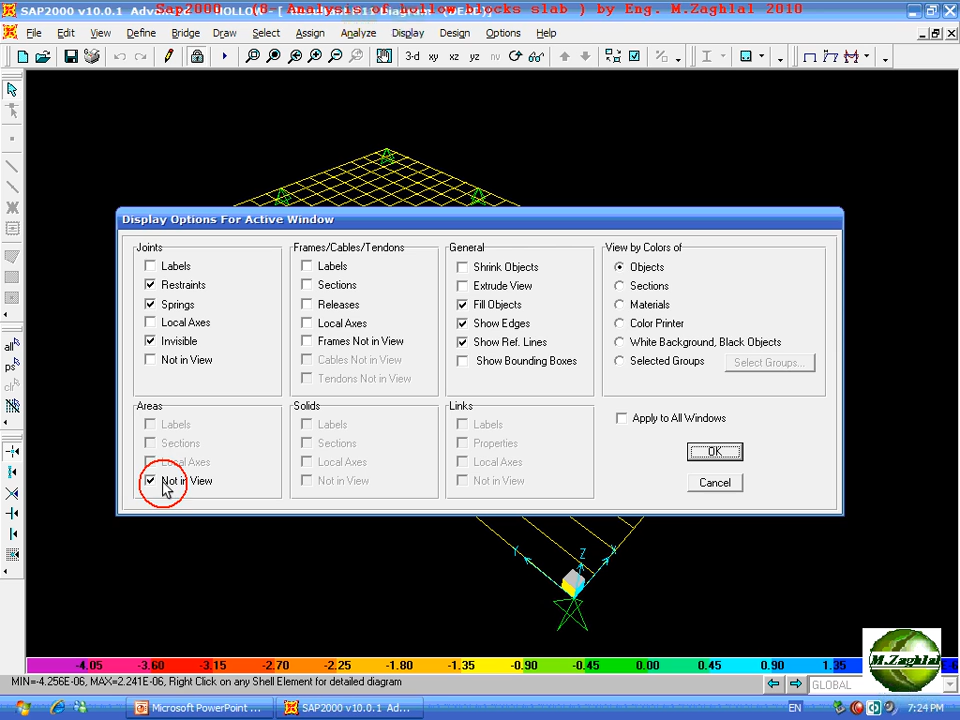 SAP2000 v10.0.1 Advance
Sap2000 (6- Analysis of hollow blocks slab ) by Eng. M.Zaghlal 2010
File Edit View Define Bridge Draw Select Assign Analyze Display Design Options Help
3-d xy xz yz nv
all
ps
clr
Display Options For Active Window
Joints
Labels
Restraints
Springs
Local Axes
Invisible
Not in View
Frames/Cables/Tendons
Labels
Sections
Releases
Local Axes
Frames Not in View
Cables Not in View
Tendons Not in View
General
Shrink Objects
Extrude View
Fill Objects
Show Edges
Show Ref. Lines
Show Bounding Boxes
View by Colors of
Objects
Sections
Materials
Color Printer
White Background, Black Objects
Selected Groups
Select Groups...
Areas
Labels
Sections
Local Axes
Not in View
Solids
Labels
Sections
Local Axes
Not in View
Links
Labels
Properties
Local Axes
Not in View
Apply to All Windows
OK
Cancel
Y Z X
-4.05 -3.60 -3.15 -2.70 -2.25 -1.80 -0.90 -0.45 0.00 0.45 0.90 1.35
M.Zaghlal
MIN=-4.256E-06, MAX=2.241E-06, Right Click on any Shell Element for detailed diagram
GLOBAL
Microsoft PowerPoint ...
SAP2000 v10.0.1 Ad...
EN
7:24 PM